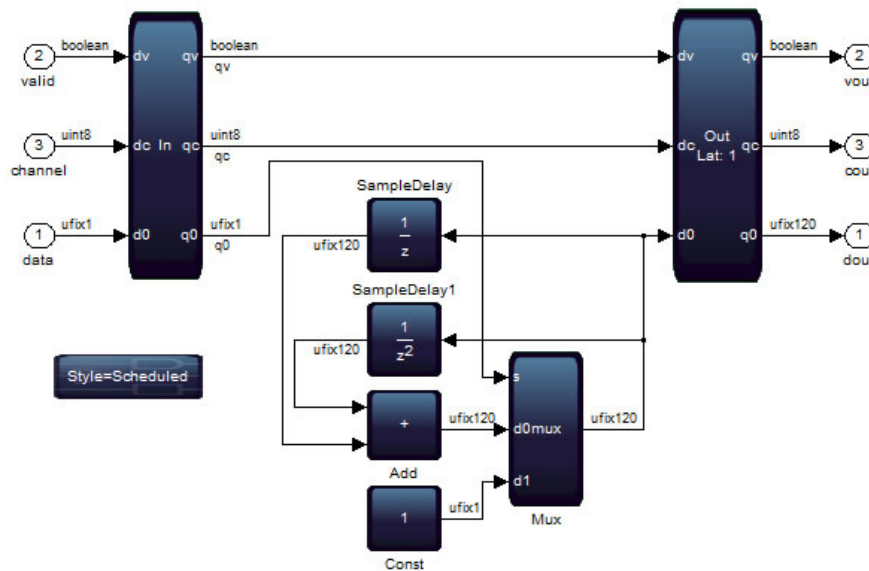 boolean
boolean
boolean
2
dv
qv
dv
qv
2
valid
qv
vou
uint8
uint8
Out
uint8
3
dc
In
qc
dc
Lat: 1
qc
3
channel
qc
cou
SampleDelay
ufix1
ufix1
1
z
ufix120
ufix120
1
d0
q0
d0
q0
1
data
q0
dou
SampleDelay1
ufix120
1
z2
Style=Scheduled
s
+
ufix120
d0
mux
ufix120
Add
d1
1
ufix1
Const
Mux